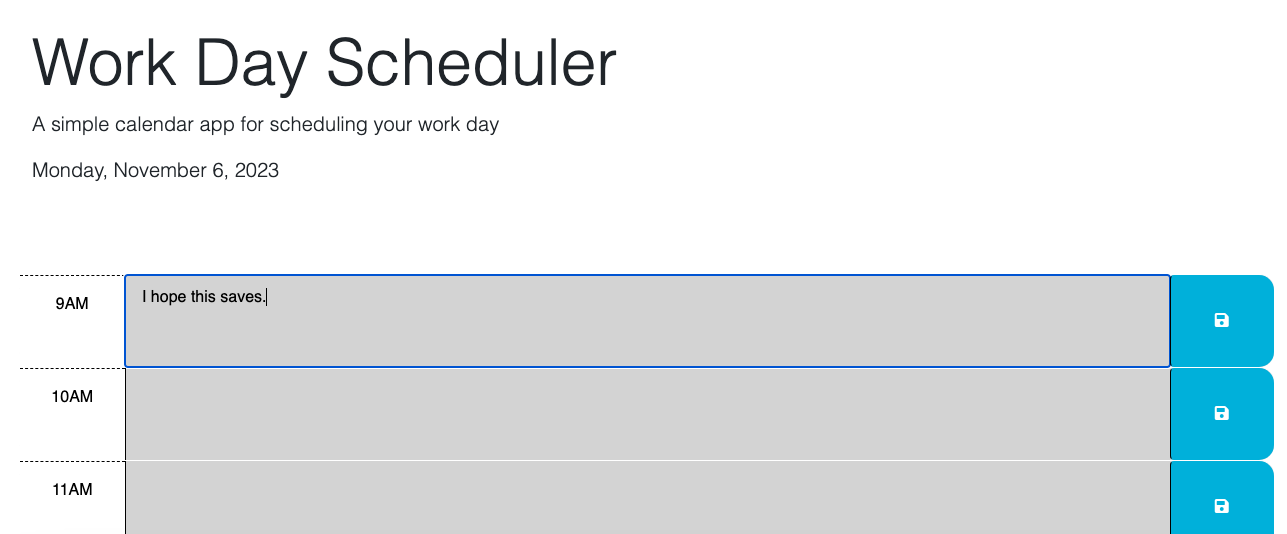 Work Day Scheduler
A simple calendar app for scheduling your work day
Monday, November 6, 2023
9AM
I hope this saves.
10AM
11AM